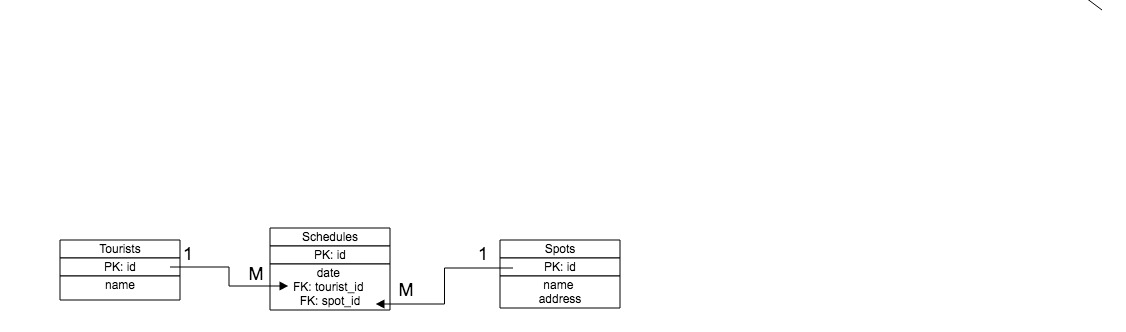 Tourists
PK: id
name
1
M
Schedules
PK: id
date
FK: tourist_id
FK: spot_id
M
1
Spots
PK: id
name
address